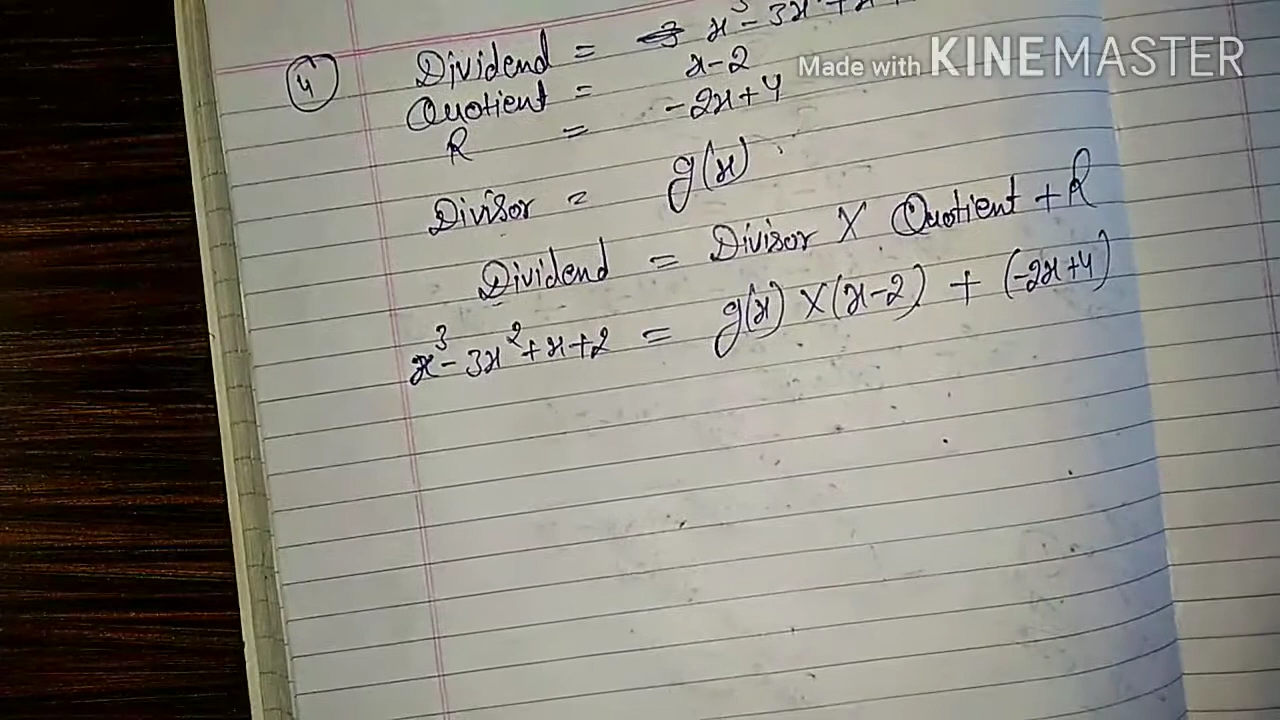 ④ Dividend = x³ - 3x² + x
Made with KINEMASTER
Quotient = x-2
R = -2x+4
Divisor = g(x)
Dividend = Divisor X Quotient + R
x³ - 3x² + x + 2 = g(x) X (x-2) + (-2x+4)